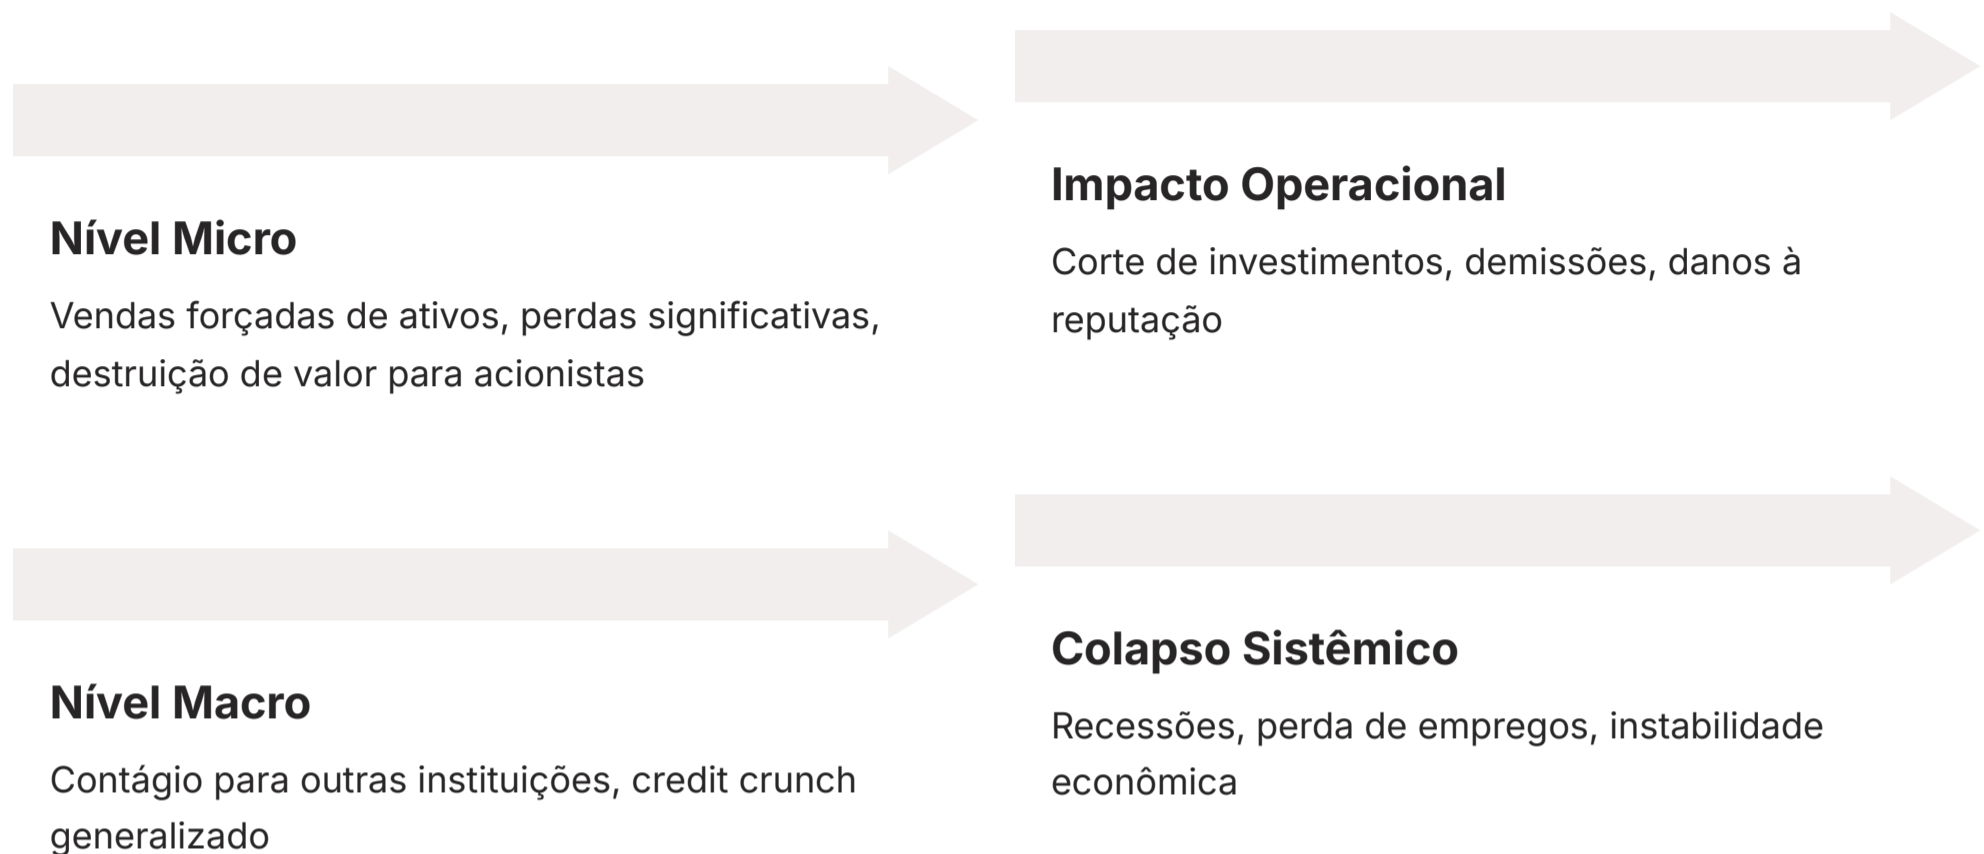 Nível Micro
Vendas forçadas de ativos, perdas significativas,
destruição de valor para acionistas
Impacto Operacional
Corte de investimentos, demissões, danos à
reputação
Nível Macro
Contágio para outras instituições, credit crunch
generalizado
Colapso Sistêmico
Recessões, perda de empregos, instabilidade
econômica